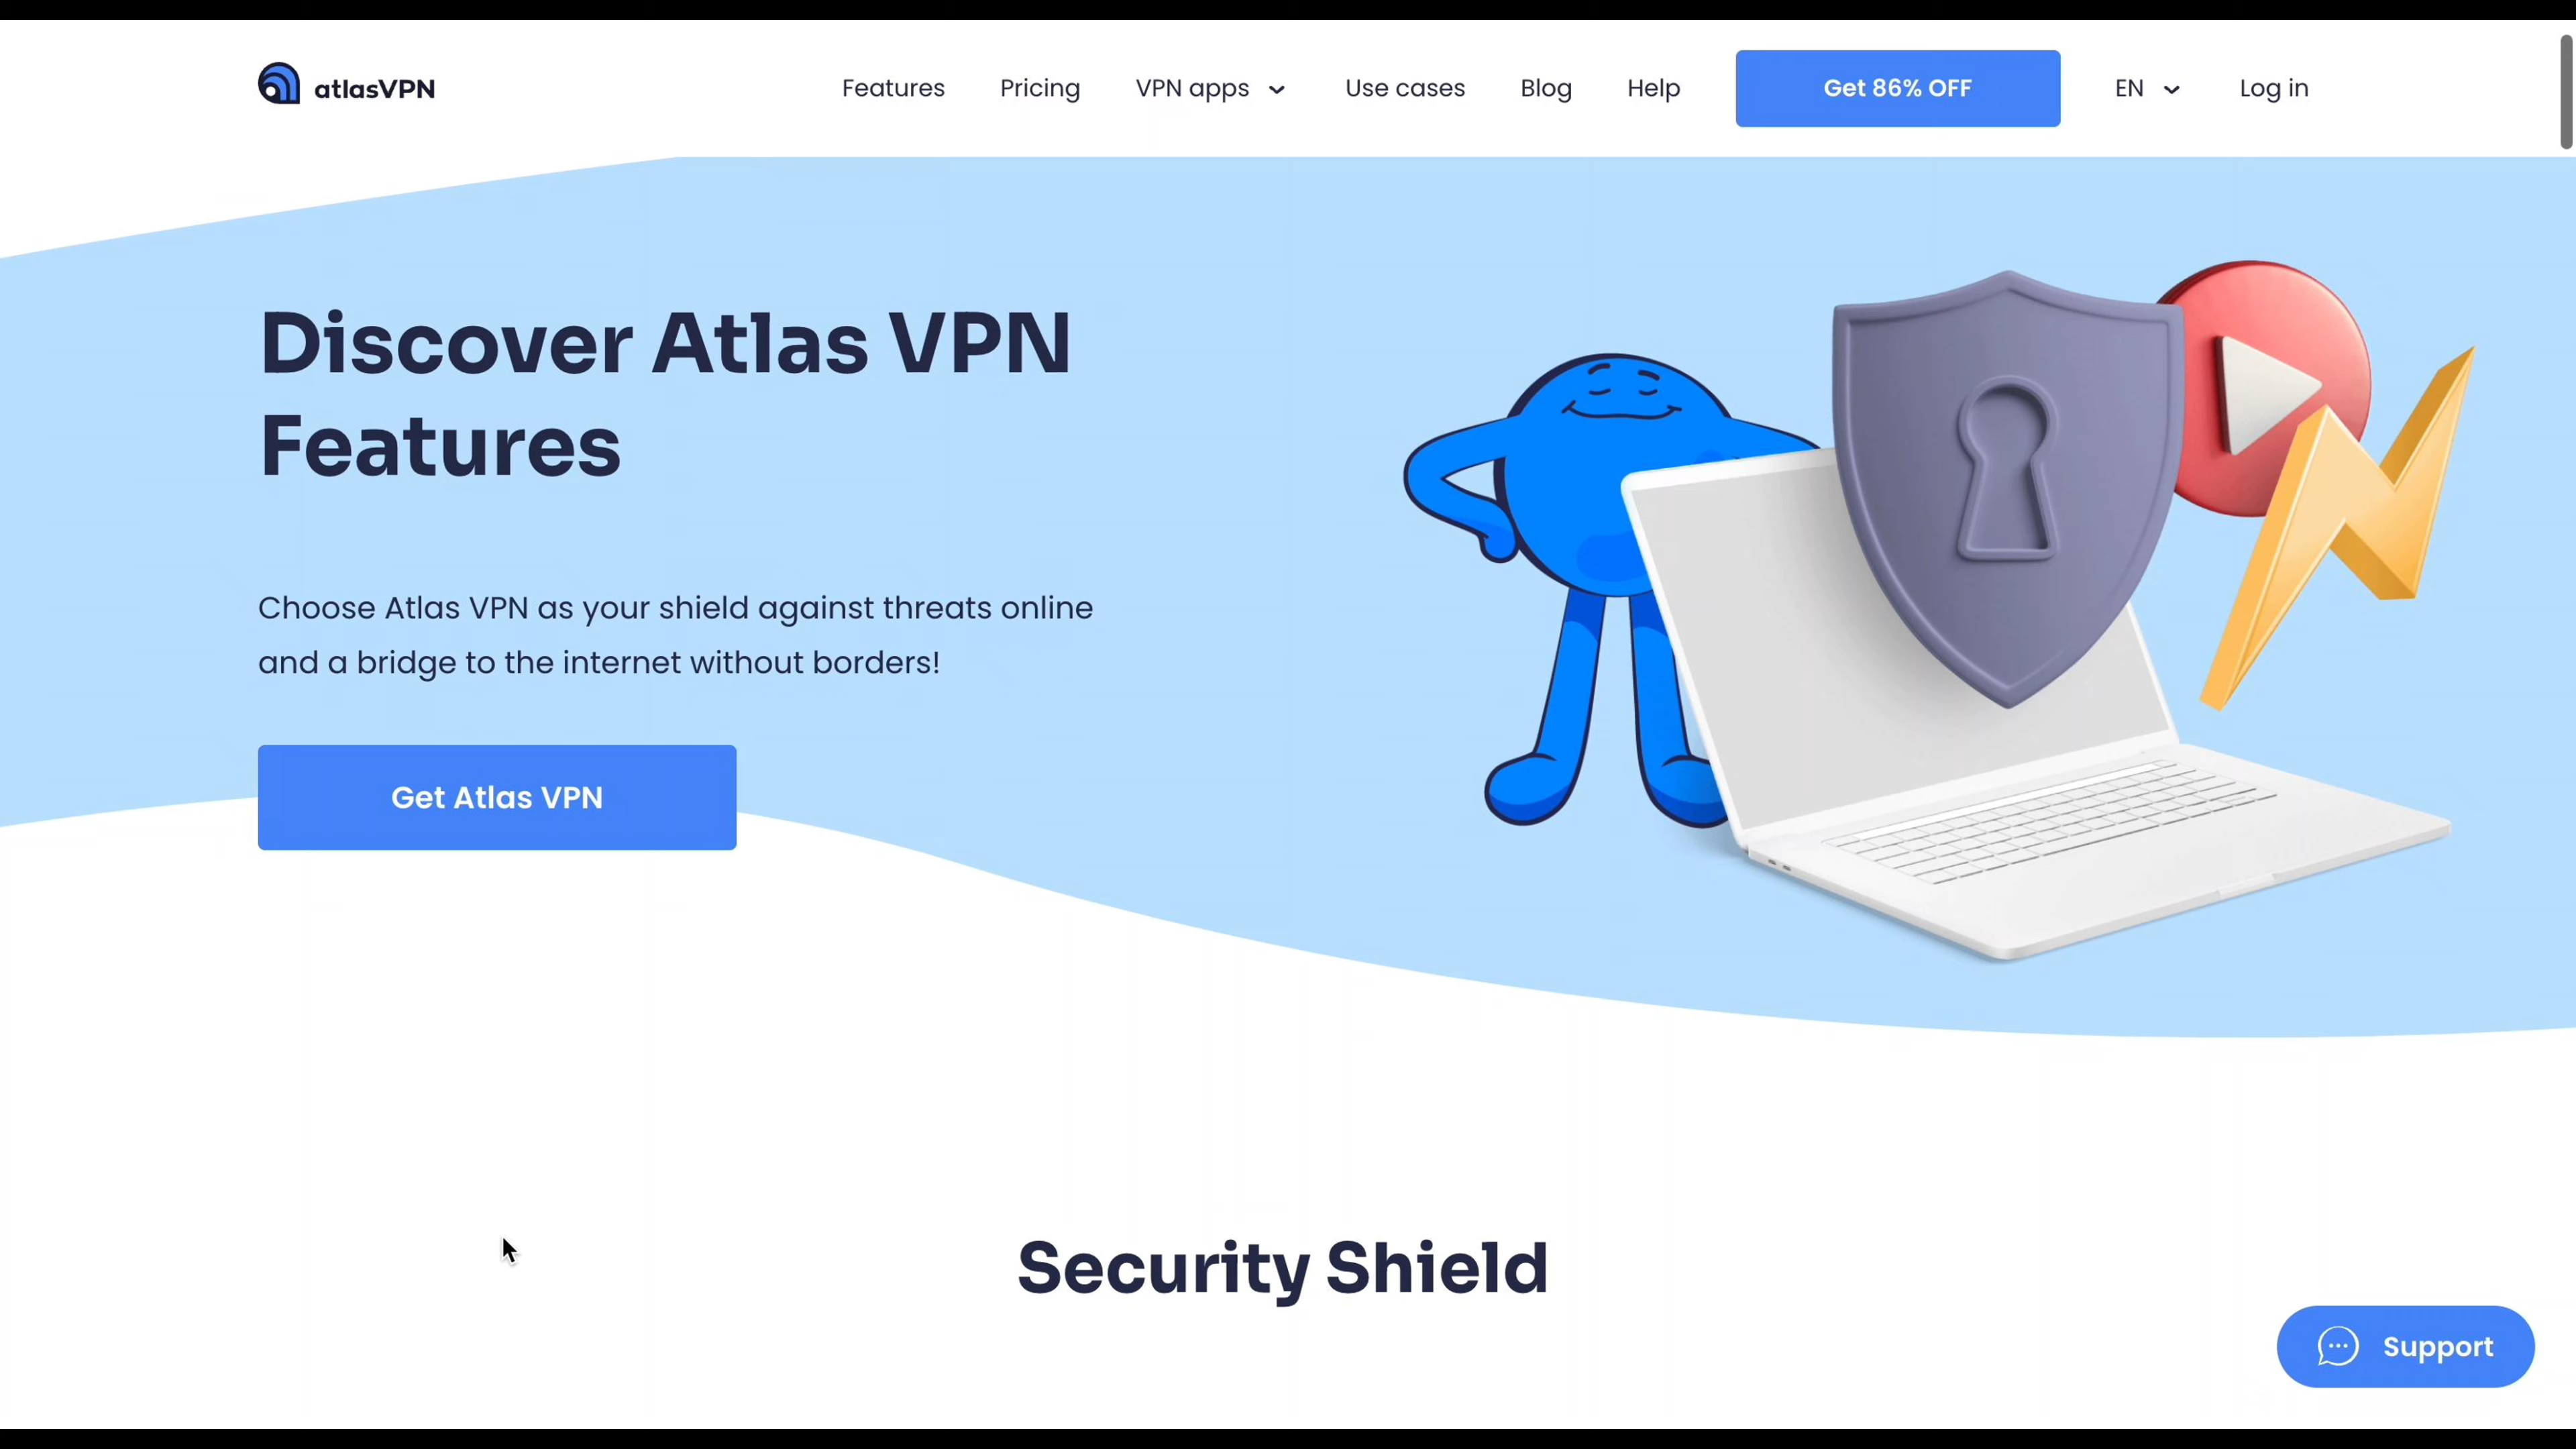 atlasVPN
Features
Pricing
VPN apps
Use cases
Blog
Help
Get 86% OFF
EN
Log in
Discover Atlas VPN
Features
Choose Atlas VPN as your shield against threats online
and a bridge to the internet without borders!
Get Atlas VPN
Security Shield
Support